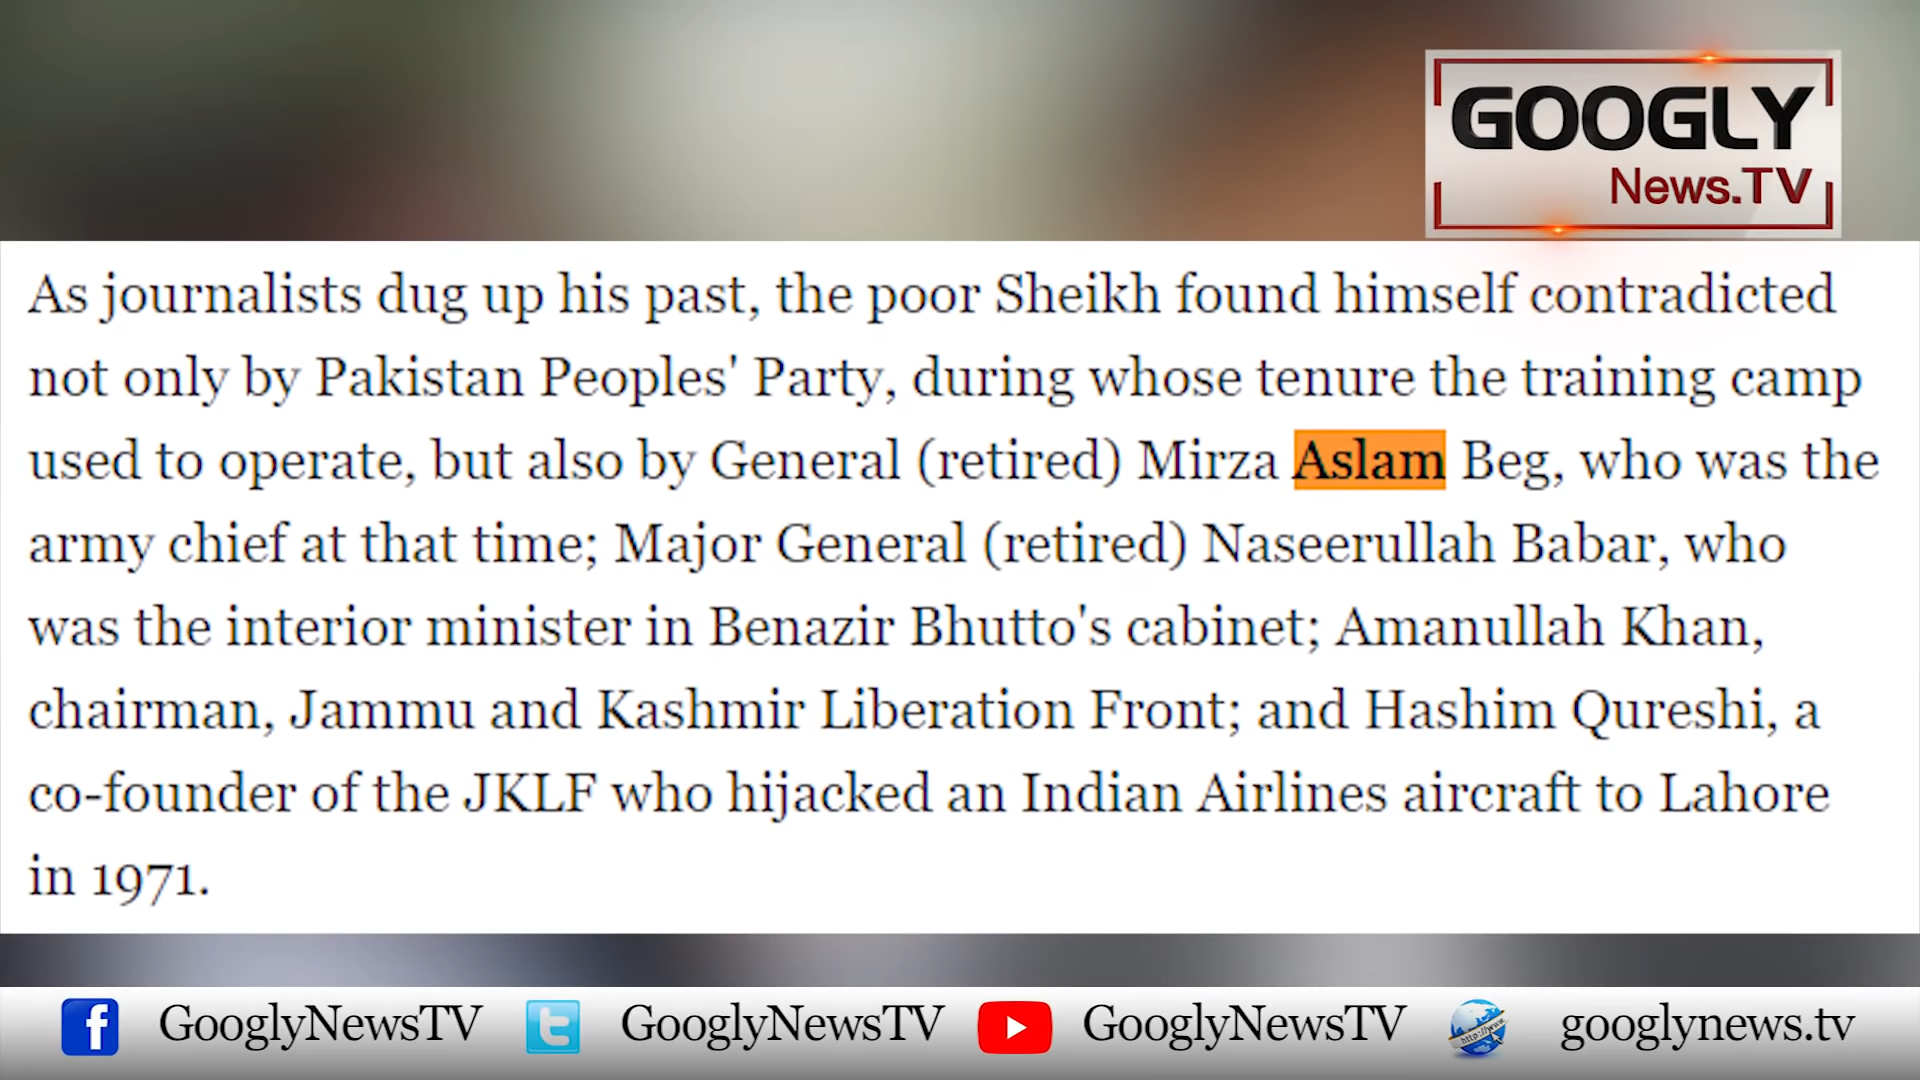 GOOGLY
News.TV
As journalists dug up his past, the poor Sheikh found himself contradicted
not only by Pakistan Peoples' Party, during whose tenure the training camp
used to operate, but also by General (retired) Mirza Aslam Beg, who was the
army chief at that time; Major General (retired) Naseerullah Babar, who
was the interior minister in Benazir Bhutto's cabinet; Amanullah Khan,
chairman, Jammu and Kashmir Liberation Front; and Hashim Qureshi, a
co-founder of the JKLF who hijacked an Indian Airlines aircraft to Lahore
in 1971.
GooglyNewsTV GooglyNewsTV GooglyNewsTV googlynews.tv